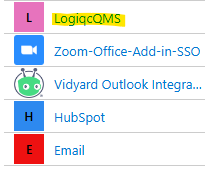 L LogiqcQMS
Zoom-Office-Add-in-SSO
Vidyard Outlook Integra...
H HubSpot
E Email